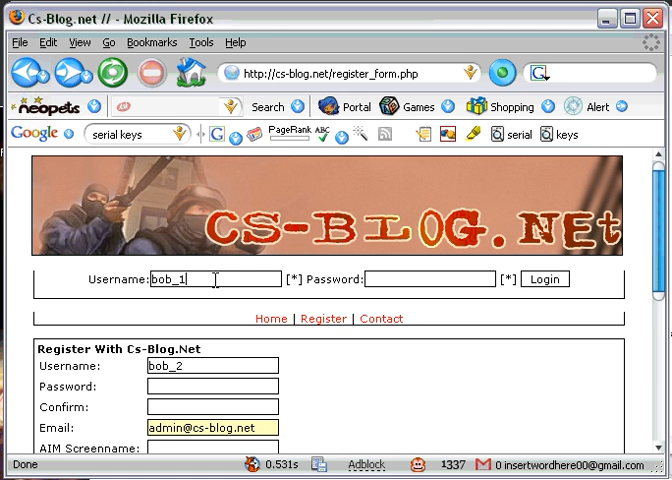 Cs-Blog.net // - Mozilla Firefox
File Edit View Go Bookmarks Tools Help
http://cs-blog.net/register_form.php G
neopets Search Portal Games Shopping Alert
Google serial keys G PageRank ABC serial keys
CS-BLOG.NEt
Username: bob_1 [*] Password: [*] Login
Home | Register | Contact
Register With Cs-Blog.Net
Username: bob_2
Password:
Confirm:
Email: admin@cs-blog.net
AIM Screenname:
Done 0.531s Adblock 1337 0 insertwordhere00@gmail.com